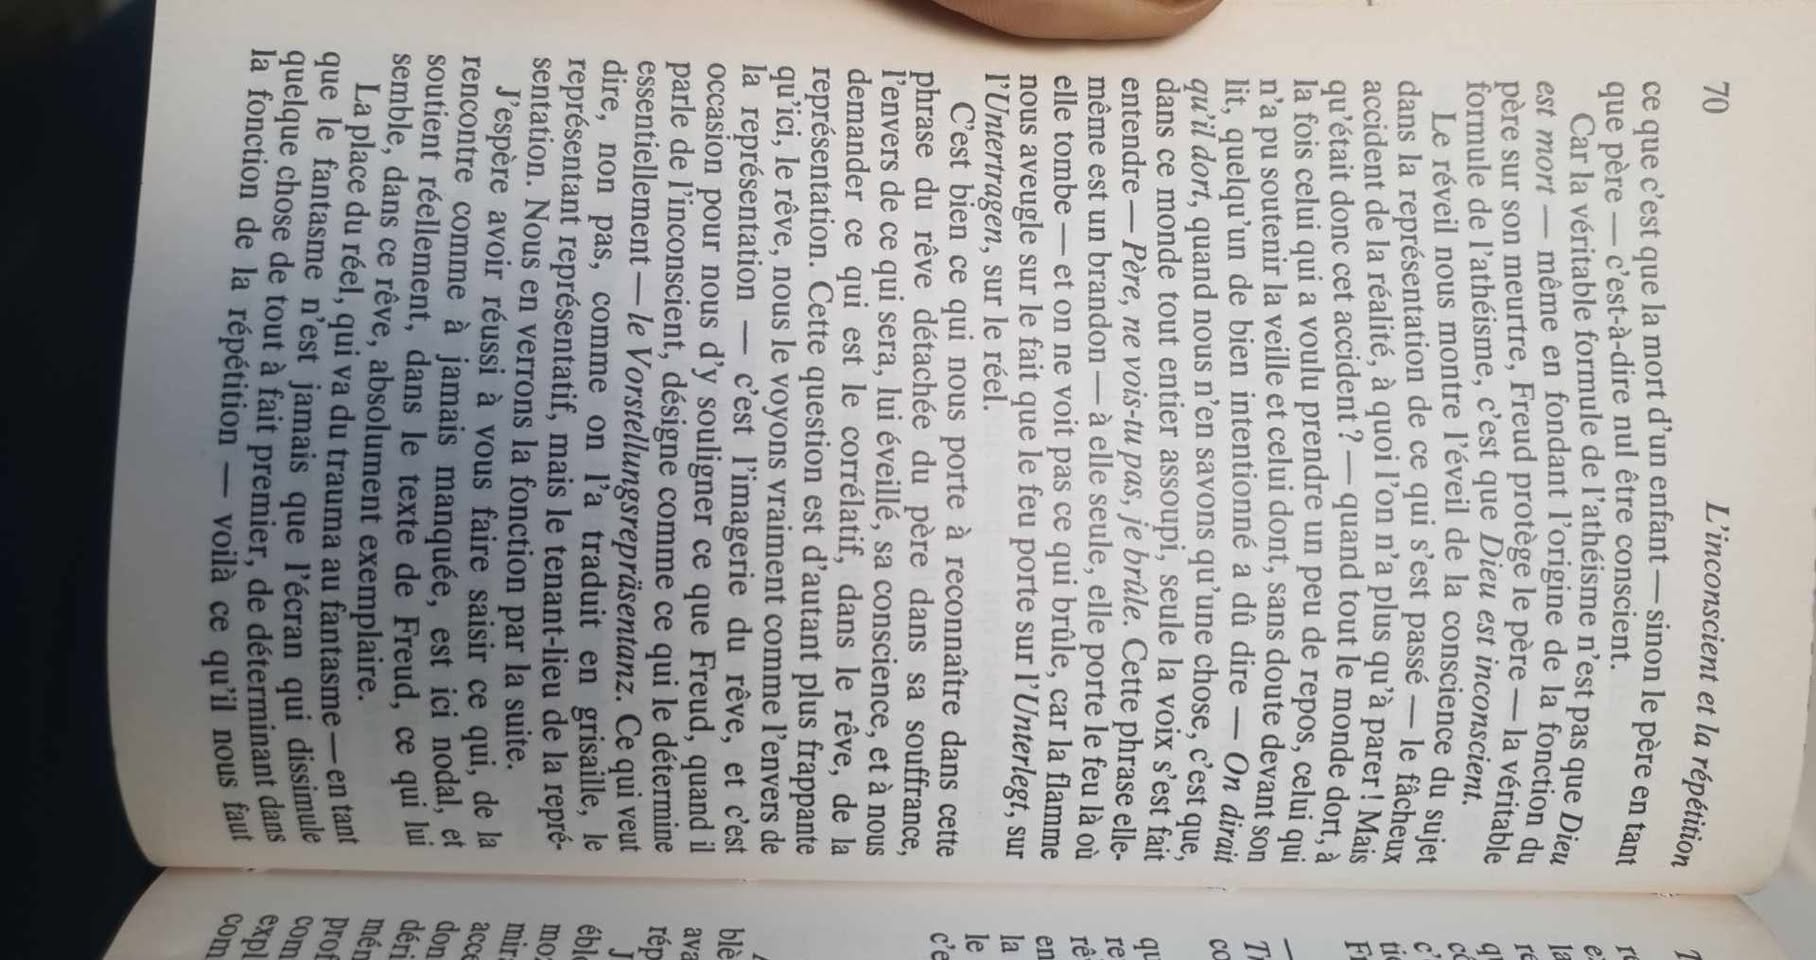 70
L'inconscient et la répétition
ce que c'est que la mort d'un enfant — sinon le père en tant
que père — c'est-à-dire nul être conscient.
Car la véritable formule de l'athéisme n'est pas que Dieu
est mort — même en fondant l'origine de la fonction du
père sur son meurtre, Freud protège le père — la véritable
formule de l'athéisme, c'est que Dieu est inconscient.
Le réveil nous montre l'éveil de la conscience du sujet
dans la représentation de ce qui s'est passé — le fâcheux
accident de la réalité, à quoi l'on n'a plus qu'à parer ! Mais
qu'était donc cet accident ? — quand tout le monde dort, à
la fois celui qui a voulu prendre un peu de repos, celui qui
n'a pu soutenir la veille et celui dont, sans doute devant son
lit, quelqu'un de bien intentionné a dû dire — On dirait
qu'il dort, quand nous n'en savons qu'une chose, c'est que,
dans ce monde tout entier assoupi, seule la voix s'est fait
entendre — Père, ne vois-tu pas, je brûle. Cette phrase elle-
même est un brandon — à elle seule, elle porte le feu là où
elle tombe — et on ne voit pas ce qui brûle, car la flamme
nous aveugle sur le fait que le feu porte sur l'Unterlegt, sur
l'Untertragen, sur le réel.
C'est bien ce qui nous porte à reconnaître dans cette
phrase du rêve détachée du père dans sa souffrance,
l'envers de ce qui sera, lui éveillé, sa conscience, et à nous
demander ce qui est le corrélatif, dans le rêve, de la
représentation. Cette question est d'autant plus frappante
qu'ici, le rêve, nous le voyons vraiment comme l'envers de
la représentation — c'est l'imagerie du rêve, et c'est
occasion pour nous d'y souligner ce que Freud, quand il
parle de l'inconscient, désigne comme ce qui le détermine
essentiellement — le Vorstellungsrepräsentanz. Ce qui veut
dire, non pas, comme on l'a traduit en grisaille, le
représentant représentatif, mais le tenant-lieu de la repré-
sentation. Nous en verrons la fonction par la suite.
J'espère avoir réussi à vous faire saisir ce qui, de la
rencontre comme à jamais manquée, est ici nodal, et
soutient réellement, dans le texte de Freud, ce qui lui
semble, dans ce rêve, absolument exemplaire.
La place du réel, qui va du trauma au fantasme — en tant
que le fantasme n'est jamais que l'écran qui dissimule
quelque chose de tout à fait premier, de déterminant dans
la fonction de la répétition — voilà ce qu'il nous faut